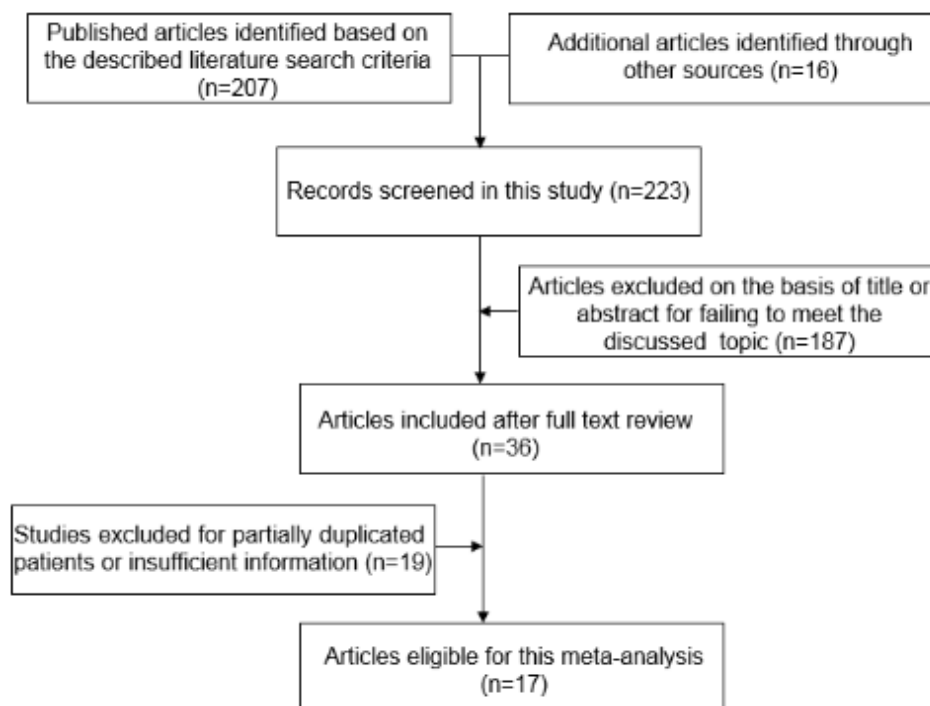 Published articles identified based on
the described literature search criteria
(n=207)
Additional articles identified through
other sources (n=16)
Records screened in this study (n=223)
Articles excluded on the basis of title or
abstract for failing to meet the
discussed topic (n=187)
Articles included after full text review
(n=36)
Studies excluded for partially duplicated
patients or insufficient information (n=19)
Articles eligible for this meta-analysis
(n=17)